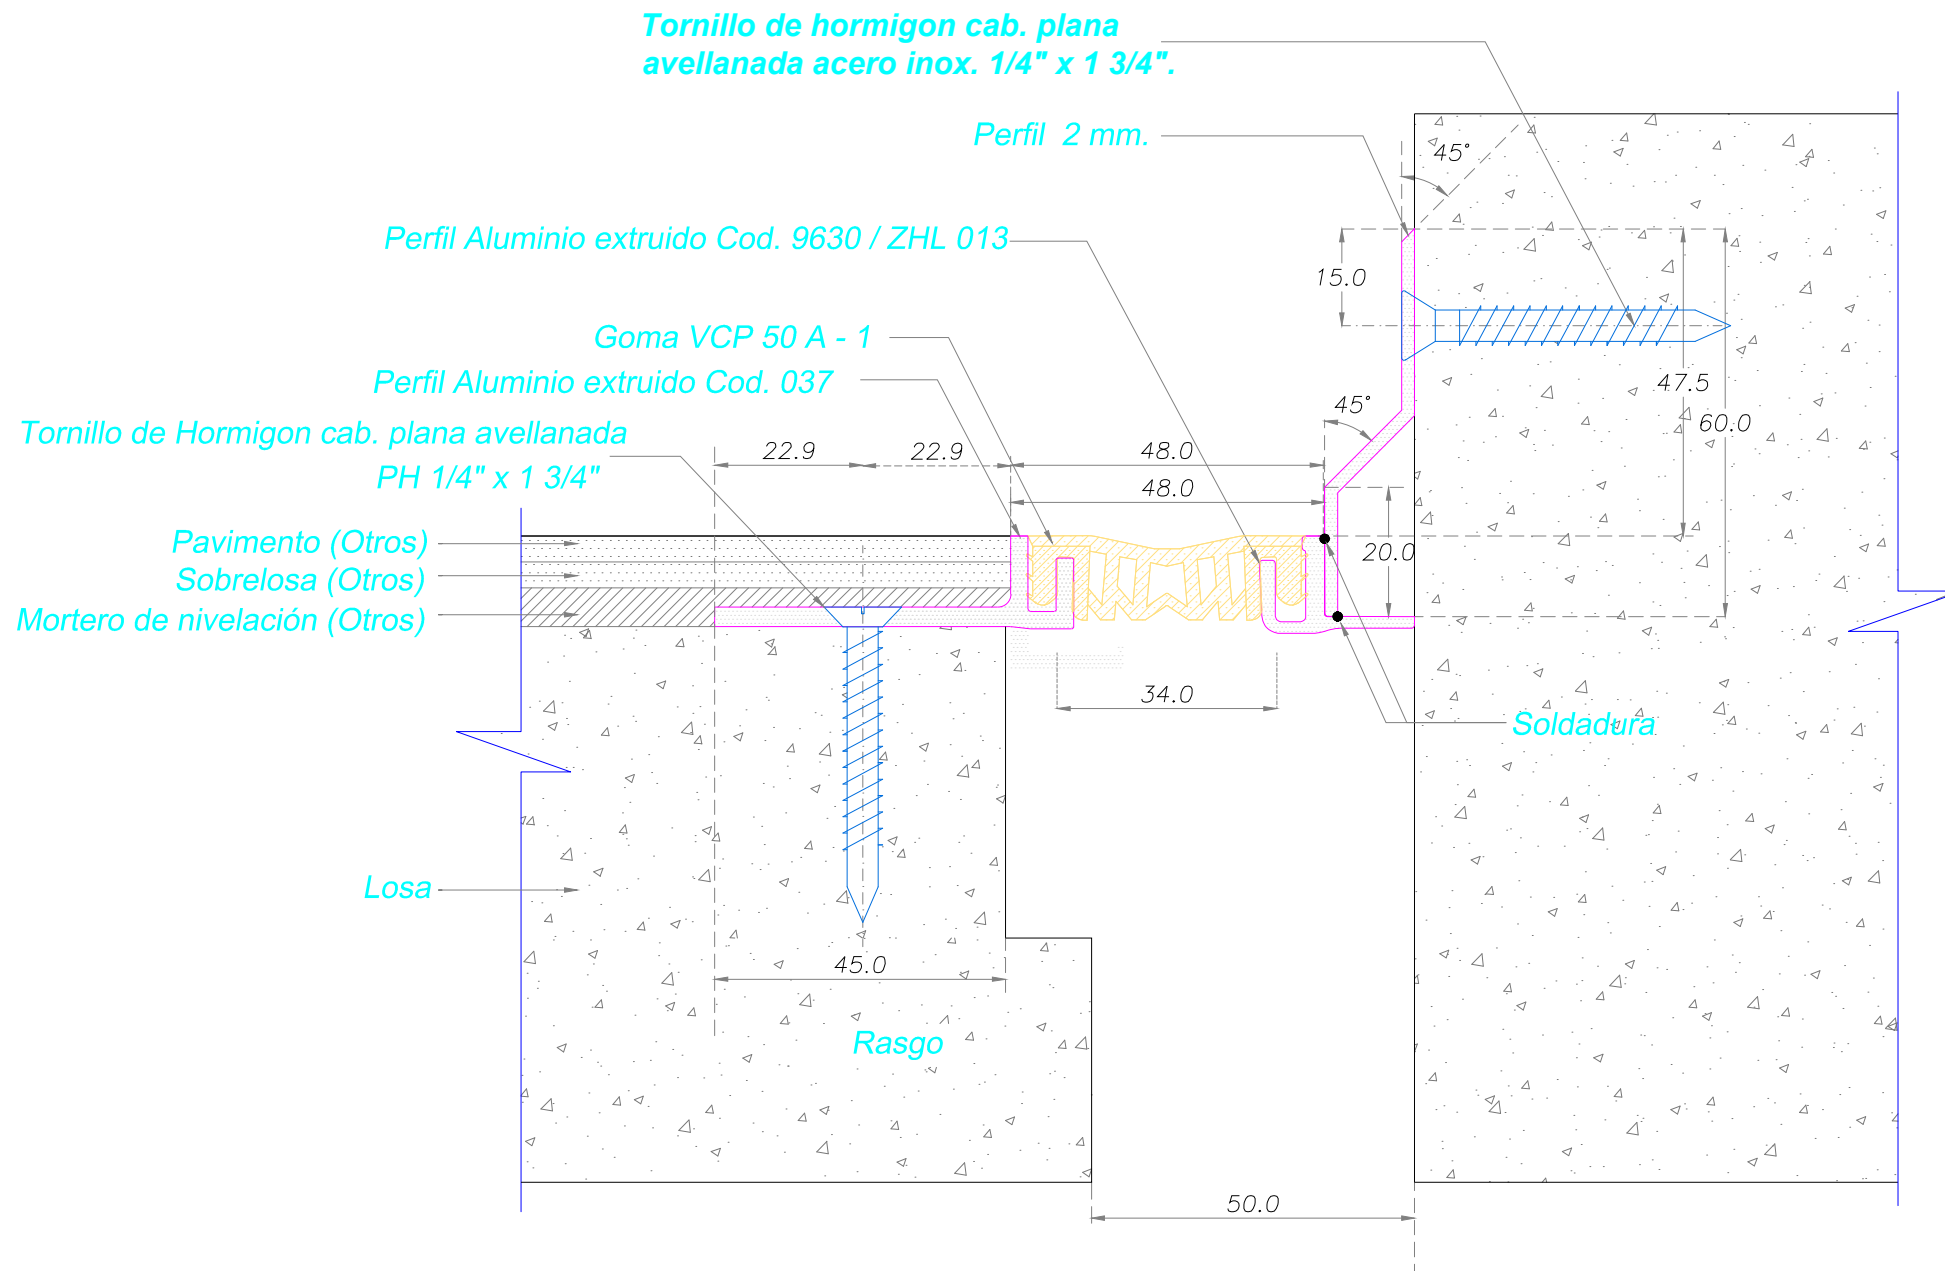 Tornillo de hormigon cab. plana
avellanada acero inox. 1/4" x 1 3/4".
Perfil 2 mm.
45°
Perfil Aluminio extruido Cod. 9630 / ZHL 013
15.0
Goma VCP 50 A - 1
Perfil Aluminio extruido Cod. 037
47.5
45°
60.0
Tornillo de Hormigon cab. plana avellanada
PH 1/4" x 1 3/4"
22.9
22.9
48.0
48.0
Pavimento (Otros)
20.0
Sobrelosa (Otros)
Mortero de nivelación (Otros)
34.0
Soldadura
Losa
45.0
Rasgo
50.0